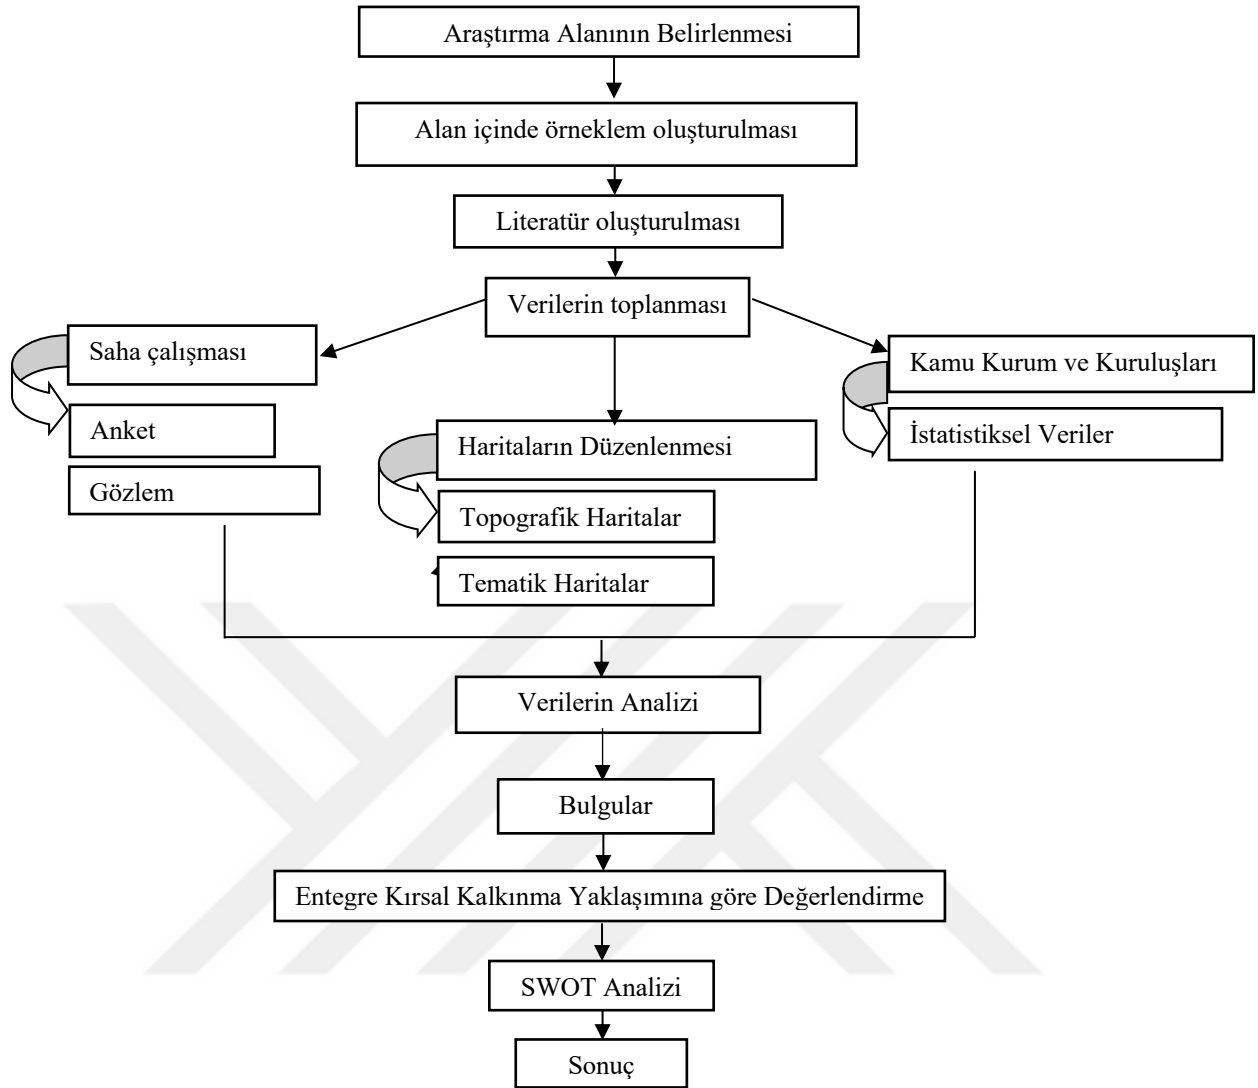 Araştırma Alanının Belirlenmesi
Alan içinde örneklem oluşturulması
Literatür oluşturulması
Verilerin toplanması
Saha çalışması
Anket
Gözlem
Haritaların Düzenlenmesi
Topografik Haritalar
Tematik Haritalar
Kamu Kurum ve Kuruluşları
İstatistiksel Veriler
Verilerin Analizi
Bulgular
Entegre Kırsal Kalkınma Yaklaşımına göre Değerlendirme
SWOT Analizi
Sonuç